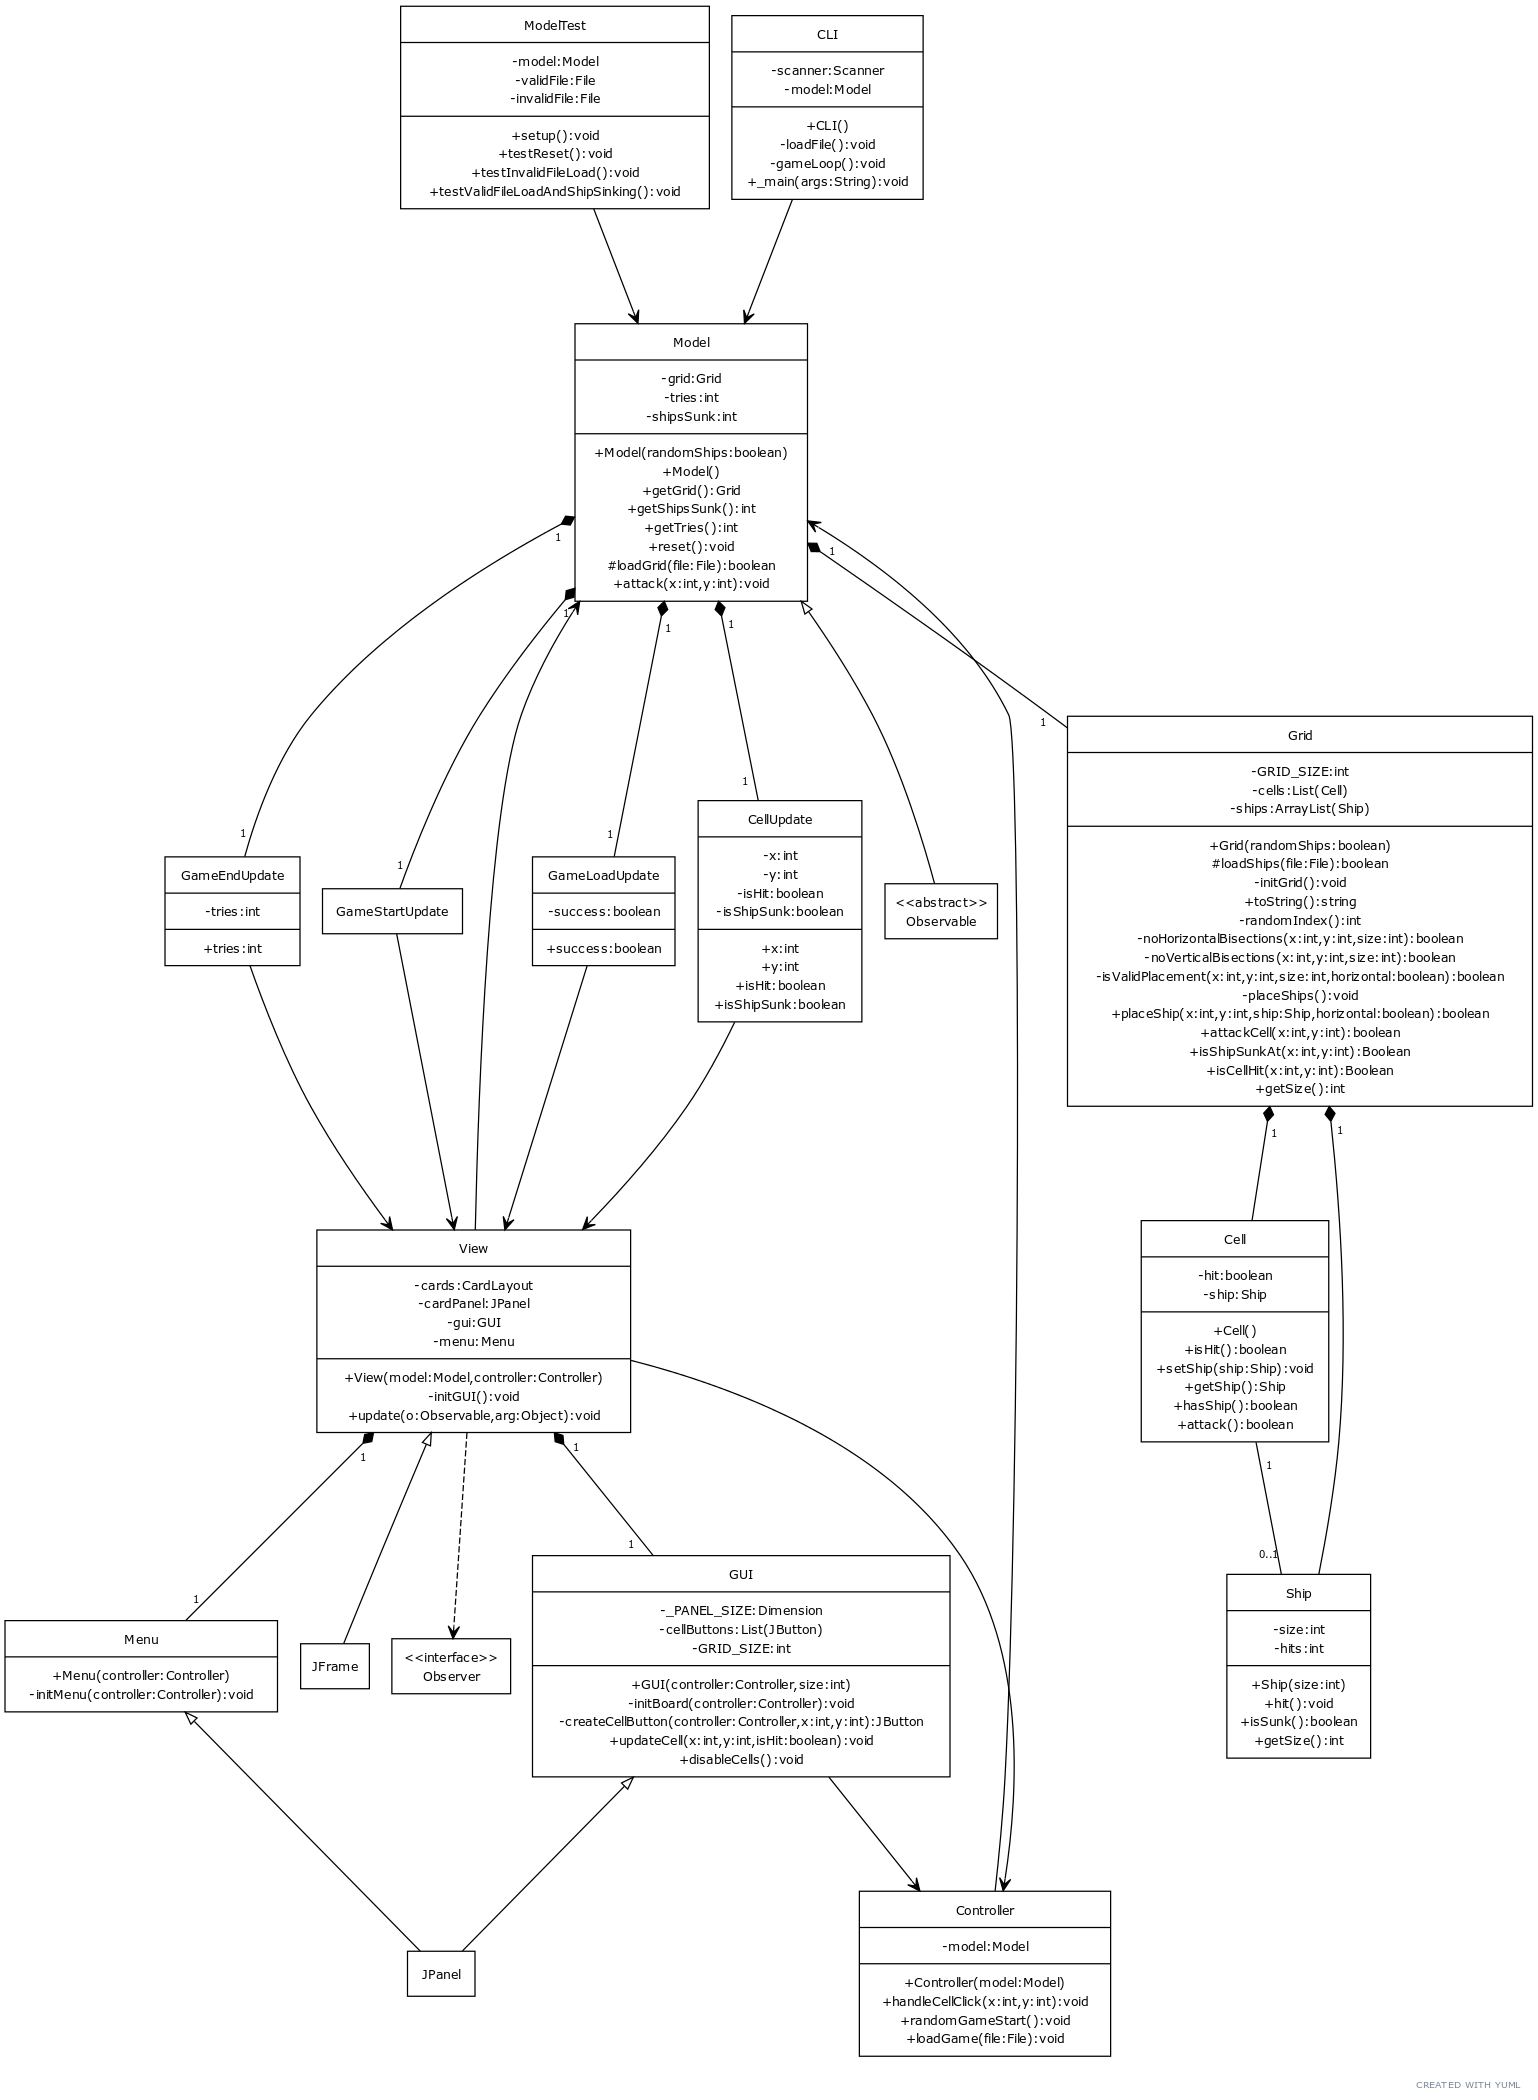 ModelTest
-model:Model
-validFile:File
-invalidFile:File
+setup():void
+testReset():void
+testInvalidFileLoad():void
+testValidFileLoadAndShipSinking():void
CLI
-scanner:Scanner
-model:Model
+CLI()
-loadFile():void
-gameLoop():void
+_main(args:String):void
Model
-grid:Grid
-tries:int
-shipsSunk:int
+Model(randomShips:boolean)
+Model()
+getGrid():Grid
+getShipsSunk():int
+getTries():int
+reset():void
#loadGrid(file:File):boolean
+attack(x:int,y:int):void
1
1
1
1
1
1
1
1
1
1
GameEndUpdate
-tries:int
+tries:int
GameStartUpdate
GameLoadUpdate
-success:boolean
+success:boolean
CellUpdate
-x:int
-y:int
-isHit:boolean
-isShipSunk:boolean
+x:int
+y:int
+isHit:boolean
+isShipSunk:boolean
<<abstract>>
Observable
Grid
-GRID_SIZE:int
-cells:List(Cell)
-ships:ArrayList(Ship)
+Grid(randomShips:boolean)
#loadShips(file:File):boolean
-initGrid():void
+toString():string
-randomIndex():int
-noHorizontalBisections(x:int,y:int,size:int):boolean
-noVerticalBisections(x:int,y:int,size:int):boolean
-isValidPlacement(x:int,y:int,size:int,horizontal:boolean):boolean
-placeShips():void
+placeShip(x:int,y:int,ship:Ship,horizontal:boolean):boolean
+attackCell(x:int,y:int):boolean
+isShipSunkAt(x:int,y:int):Boolean
+isCellHit(x:int,y:int):Boolean
+getSize():int
1
1
View
-cards:CardLayout
-cardPanel:JPanel
-gui:GUI
-menu:Menu
+View(model:Model,controller:Controller)
-initGUI():void
+update(o:Observable,arg:Object):void
Cell
-hit:boolean
-ship:Ship
+Cell()
+isHit():boolean
+setShip(ship:Ship):void
+getShip():Ship
+hasShip():boolean
+attack():boolean
1
1
1
1
1
0..1
Menu
+Menu(controller:Controller)
-initMenu(controller:Controller):void
JFrame
<<interface>>
Observer
GUI
-_PANEL_SIZE:Dimension
-cellButtons:List(JButton)
-GRID_SIZE:int
+GUI(controller:Controller,size:int)
-initBoard(controller:Controller):void
-createCellButton(controller:Controller,x:int,y:int):JButton
+updateCell(x:int,y:int,isHit:boolean):void
+disableCells():void
Ship
-size:int
-hits:int
+Ship(size:int)
+hit():void
+isSunk():boolean
+getSize():int
JPanel
Controller
-model:Model
+Controller(model:Model)
+handleCellClick(x:int,y:int):void
+randomGameStart():void
+loadGame(file:File):void
CREATED WITH YUML